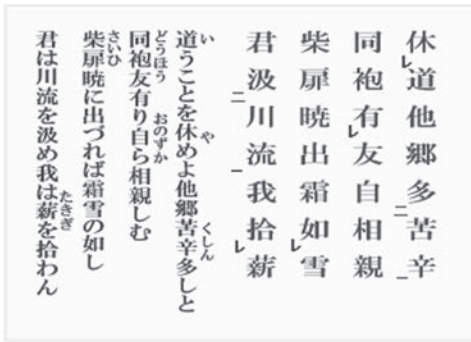 休道他郷多苦辛
同袍有友自相親
柴扉暁出霜如雪
君汲川流我拾薪
道うことを休めよ他郷苦辛多しと
同袍友有り自ら相親しむ
柴扉暁に出づれば霜雪の如し
君は川流を汲め我は薪を拾わん